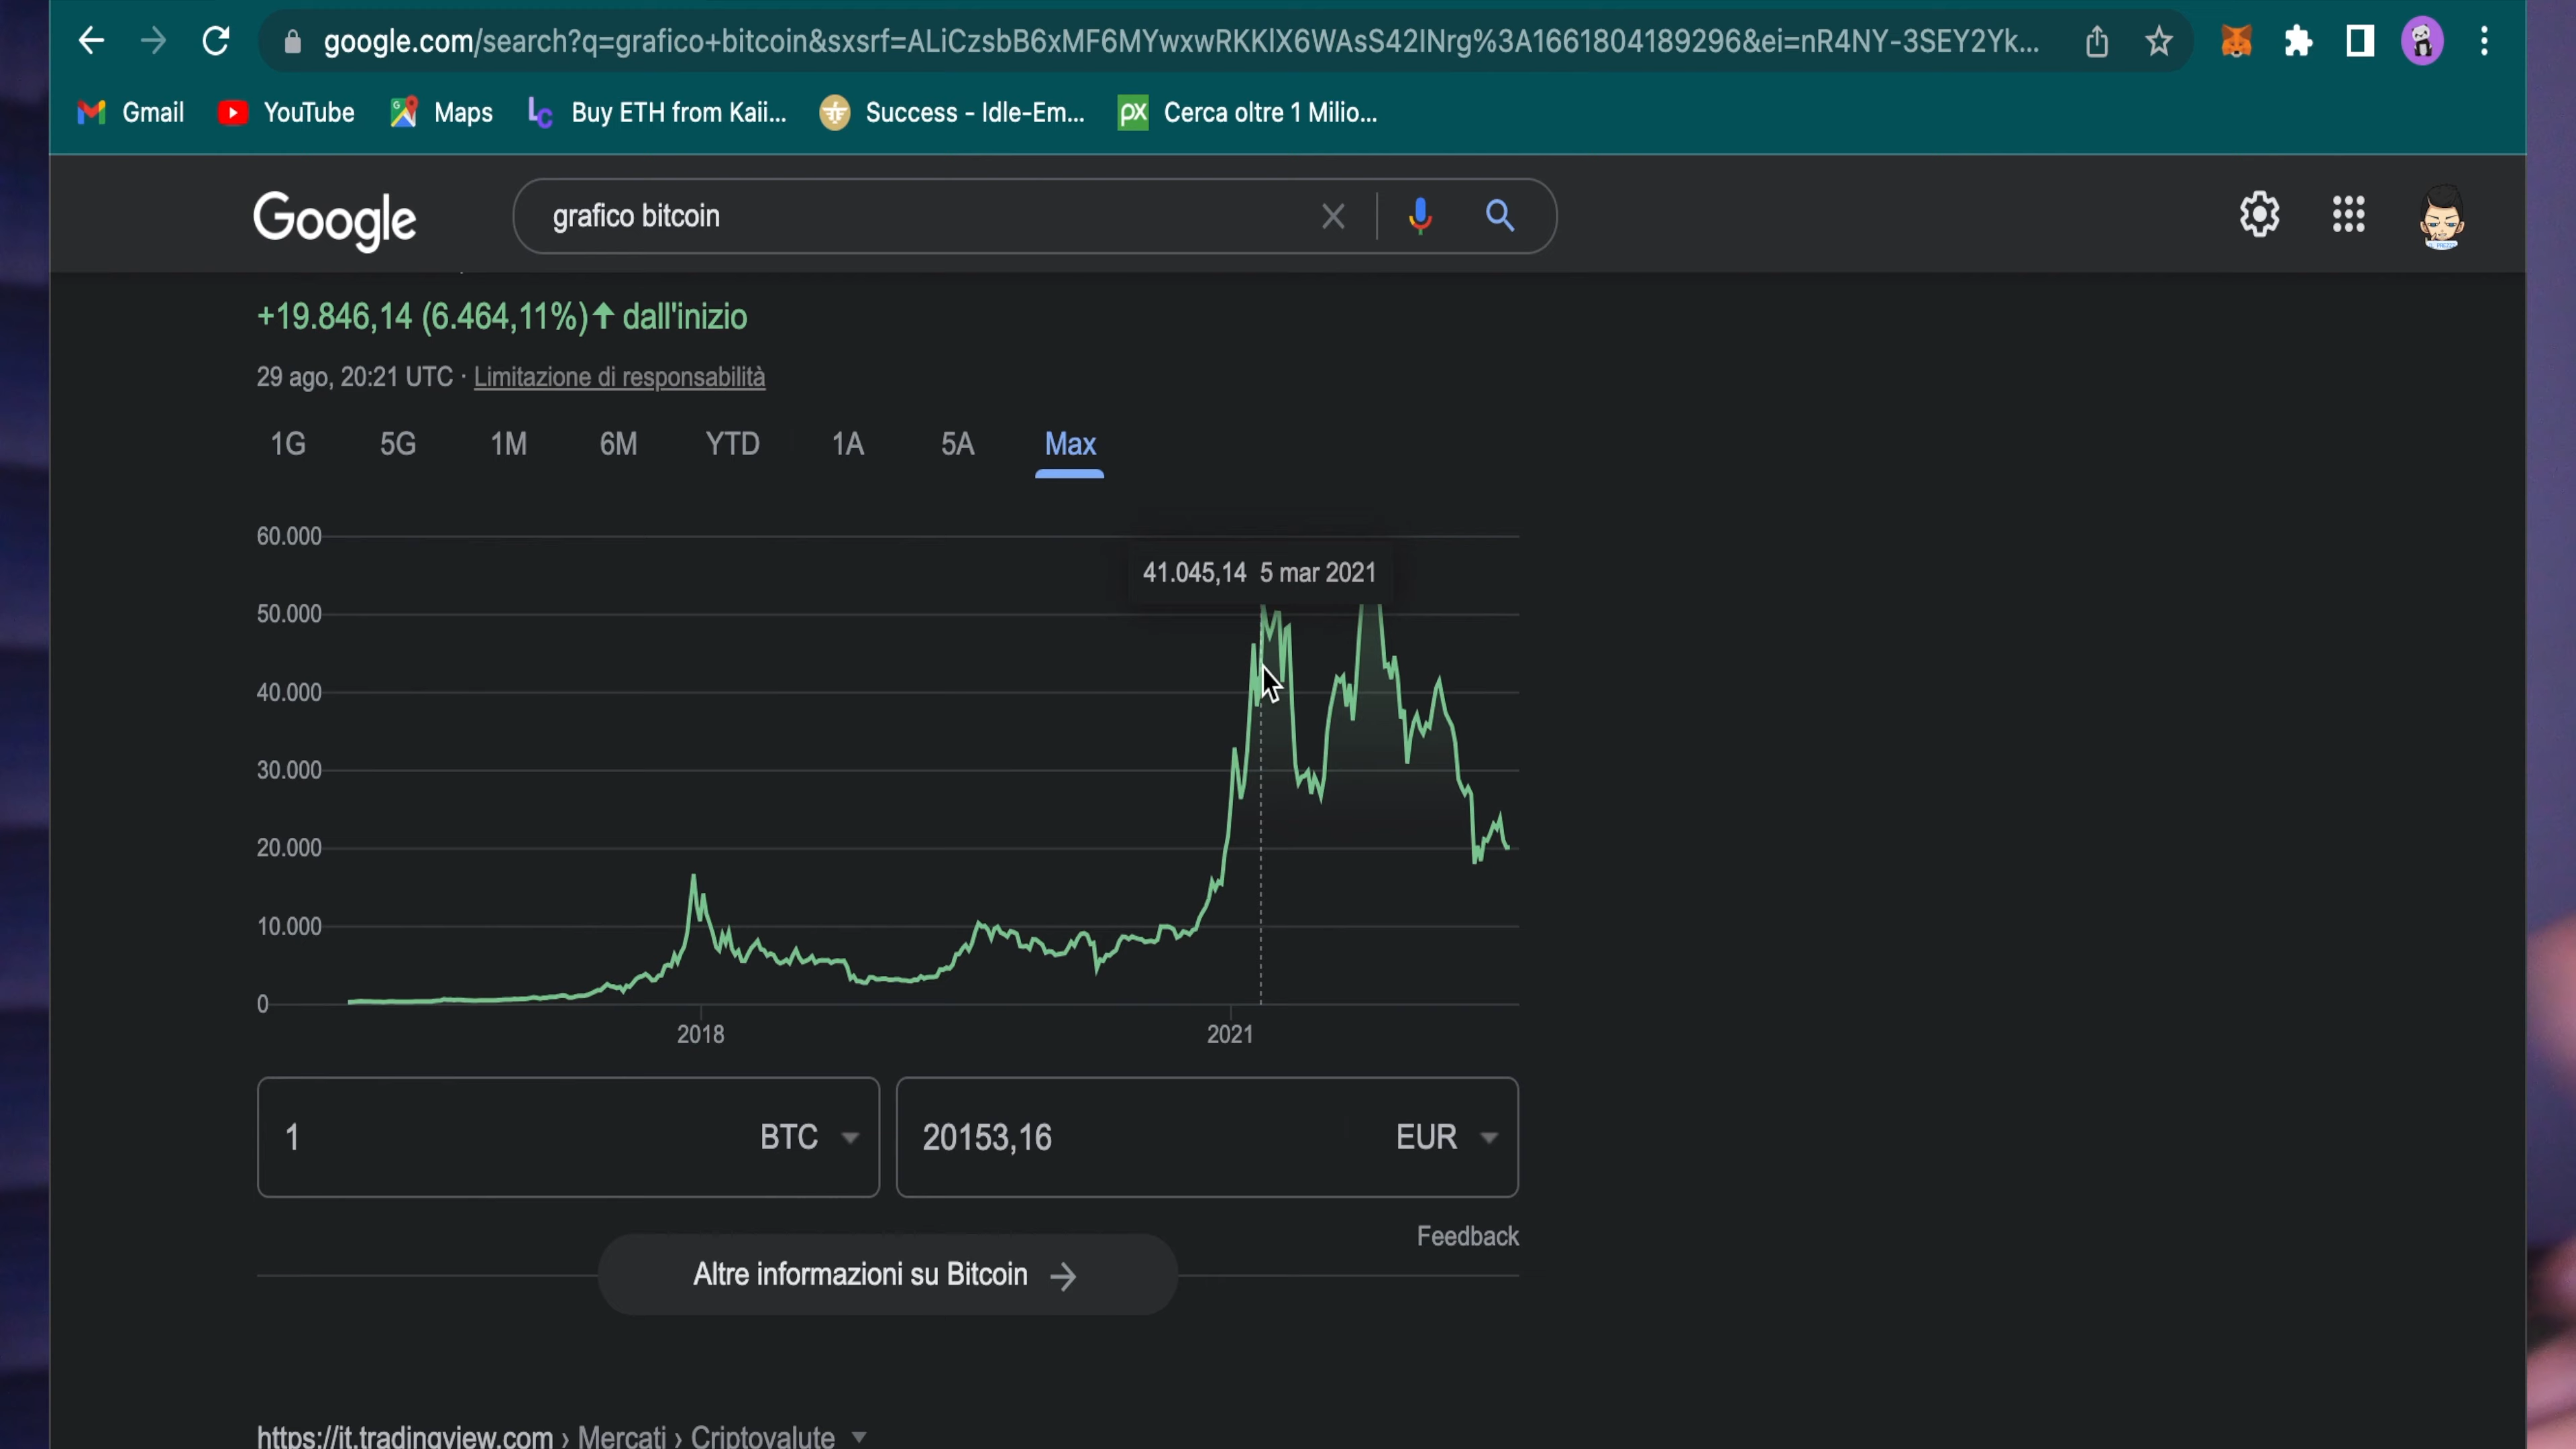 google.com/search?q=grafico+bitcoin&sxsrf=ALiCzsbB6xMF6MYwxwRKKIX6WAsS42INrg%3A1661804189296&ei=nR4NY-3SEY2Yk...
Gmail YouTube Maps Buy ETH from Kaii... Success - Idle-Em... Cerca oltre 1 Milio...
Google grafico bitcoin
+19.846,14 (6.464,11%) dall'inizio
29 ago, 20:21 UTC · Limitazione di responsabilità
1G 5G 1M 6M YTD 1A 5A Max
60.000
41.045,14 5 mar 2021
50.000
40.000
30.000
20.000
10.000
0
2018 2021
1 BTC 20153,16 EUR
Feedback
Altre informazioni su Bitcoin
https://it.tradingview.com › Mercati › Criptovalute